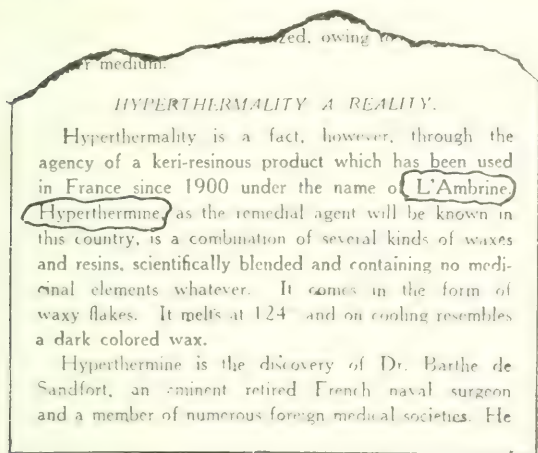 zed, owing to
medium.
HYPERTHERMALITY A REALITY.
Hyperthermality is a fact, however, through the
agency of a keri-resinous product which has been used
in France since 1900 under the name of L'Ambrine.
Hyperthermine, as the remedial agent will be known in
this country, is a combination of several kinds of waxes
and resins, scientifically blended and containing no medi-
cinal elements whatever. It comes in the form of
waxy flakes. It melts at 124 and on cooling resembles
a dark colored wax.
Hyperthermine is the discovery of Dr. Barthe de
Sandfort, an eminent retired French naval surgeon
and a member of numerous foreign medical societies. He